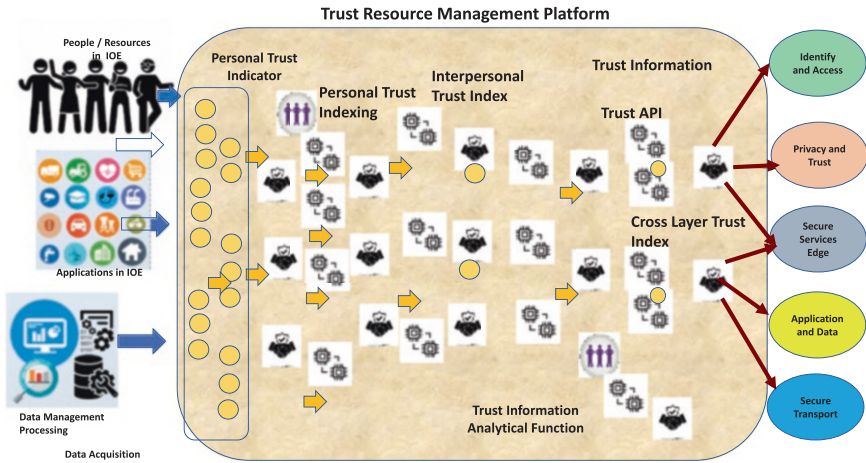 Trust Resource Management Platform
People / Resources
in IOE
Personal Trust
Indicator
Personal Trust
Indexing
Interpersonal
Trust Index
Trust Information
Trust API
Cross Layer Trust
Index
Applications in IOE
Data Management
Processing
Data Acquisition
Trust Information
Analytical Function
Identify
and Access
Privacy and
Trust
Secure
Services
Edge
Application
and Data
Secure
Transport